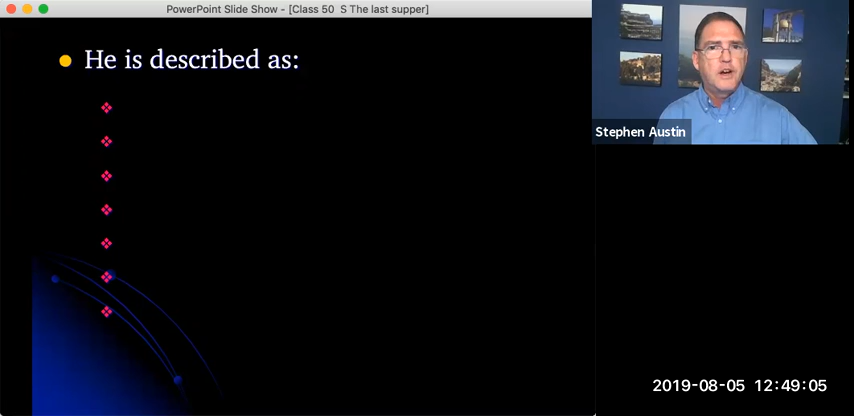 PowerPoint Slide Show - [Class 50 S The last supper]
He is described as:
Stephen Austin
2019-08-05 12:49:05